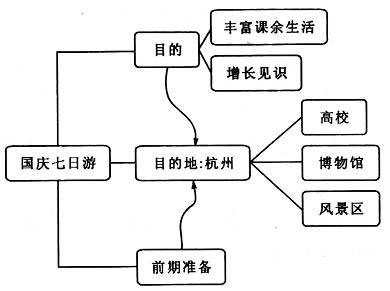 丰富课余生活
目的
增长见识
高校
国庆七日游
目的地:杭州
博物馆
风景区
前期准备